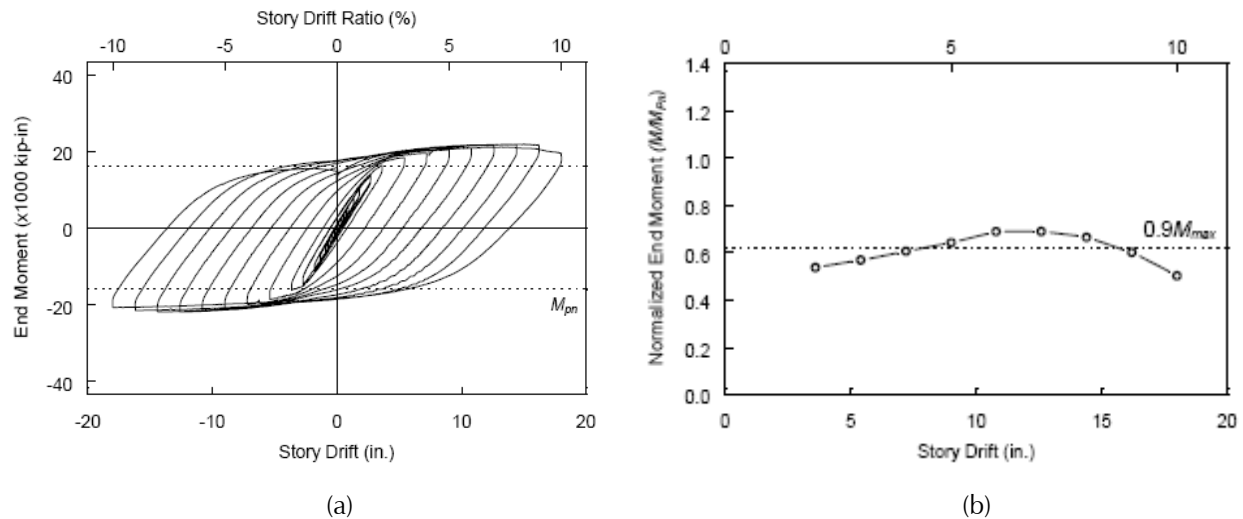 Story Drift Ratio (%)
-10 -5 0 5 10
End Moment (x1000 kip-in)
40
20
0
-20
-40
M_pn
-20 -10 0 10 20
Story Drift (in.)
(a)
0 5 10
Normalized End Moment (M/M_pn)
1.4
1.2
1.0
0.8
0.6
0.4
0.2
0.0
0.9M_max
0 5 10 15 20
Story Drift (in.)
(b)